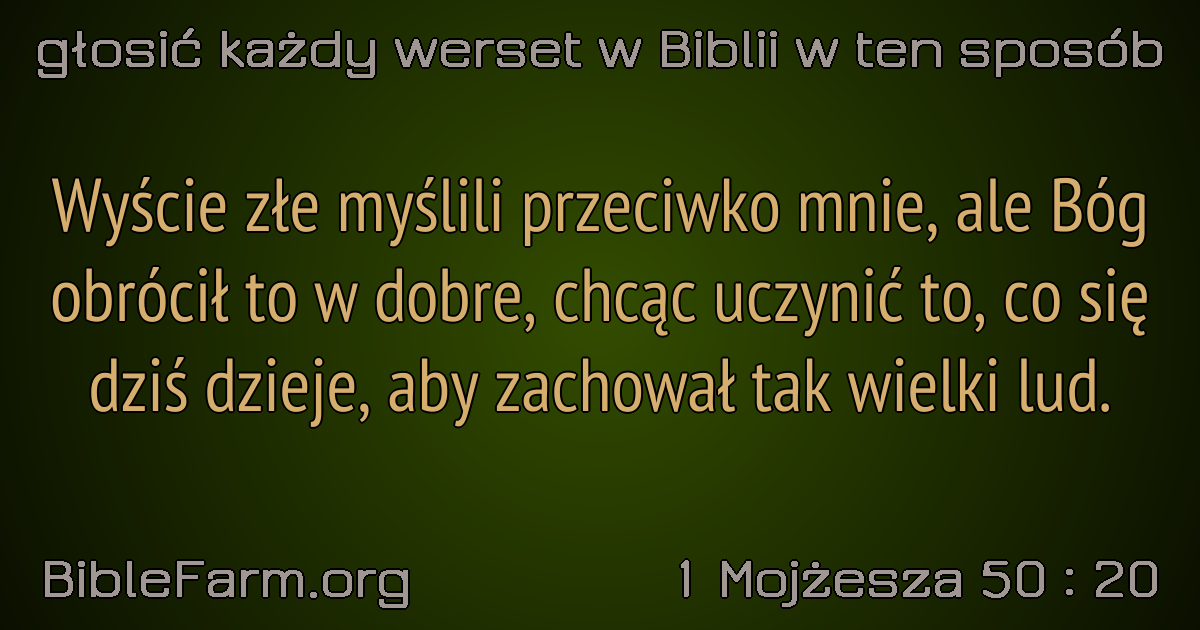 głosić każdy werset w Biblii w ten sposób
Wyście złe myślili przeciwko mnie, ale Bóg
obrócił to w dobre, chcąc uczynić to, co się
dziś dzieje, aby zachował tak wielki lud.
BibleFarm.org
1 Mojżesza 50 : 20